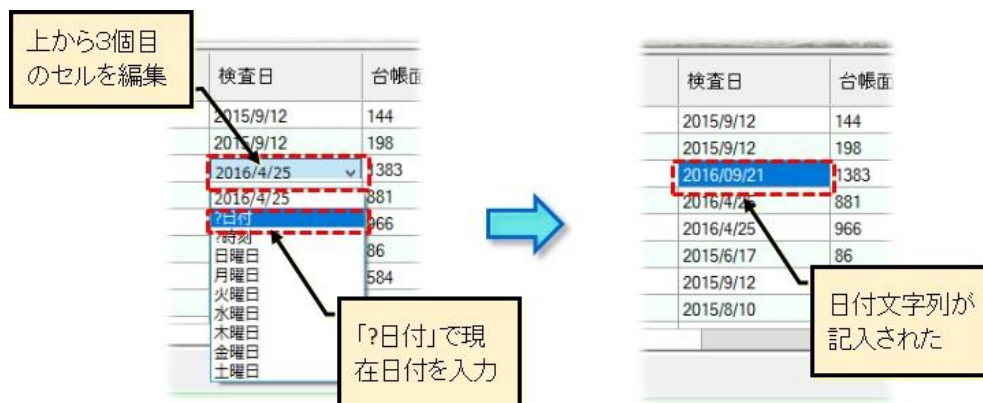 上から3個目
のセルを編集
検査日 台帳面
2015/9/12 144
2015/9/12 198
2016/4/25 1383
2016/4/25 881
?日付 966
?時刻
日曜日 86
月曜日 584
火曜日
水曜日
木曜日
金曜日
土曜日
「?日付」で現
在日付を入力
検査日 台帳面
2015/9/12 144
2015/9/12 198
2016/09/21 1383
2016/4/25 881
2016/4/25 966
2015/6/17 86
2015/9/12
2015/8/10
日付文字列が
記入された